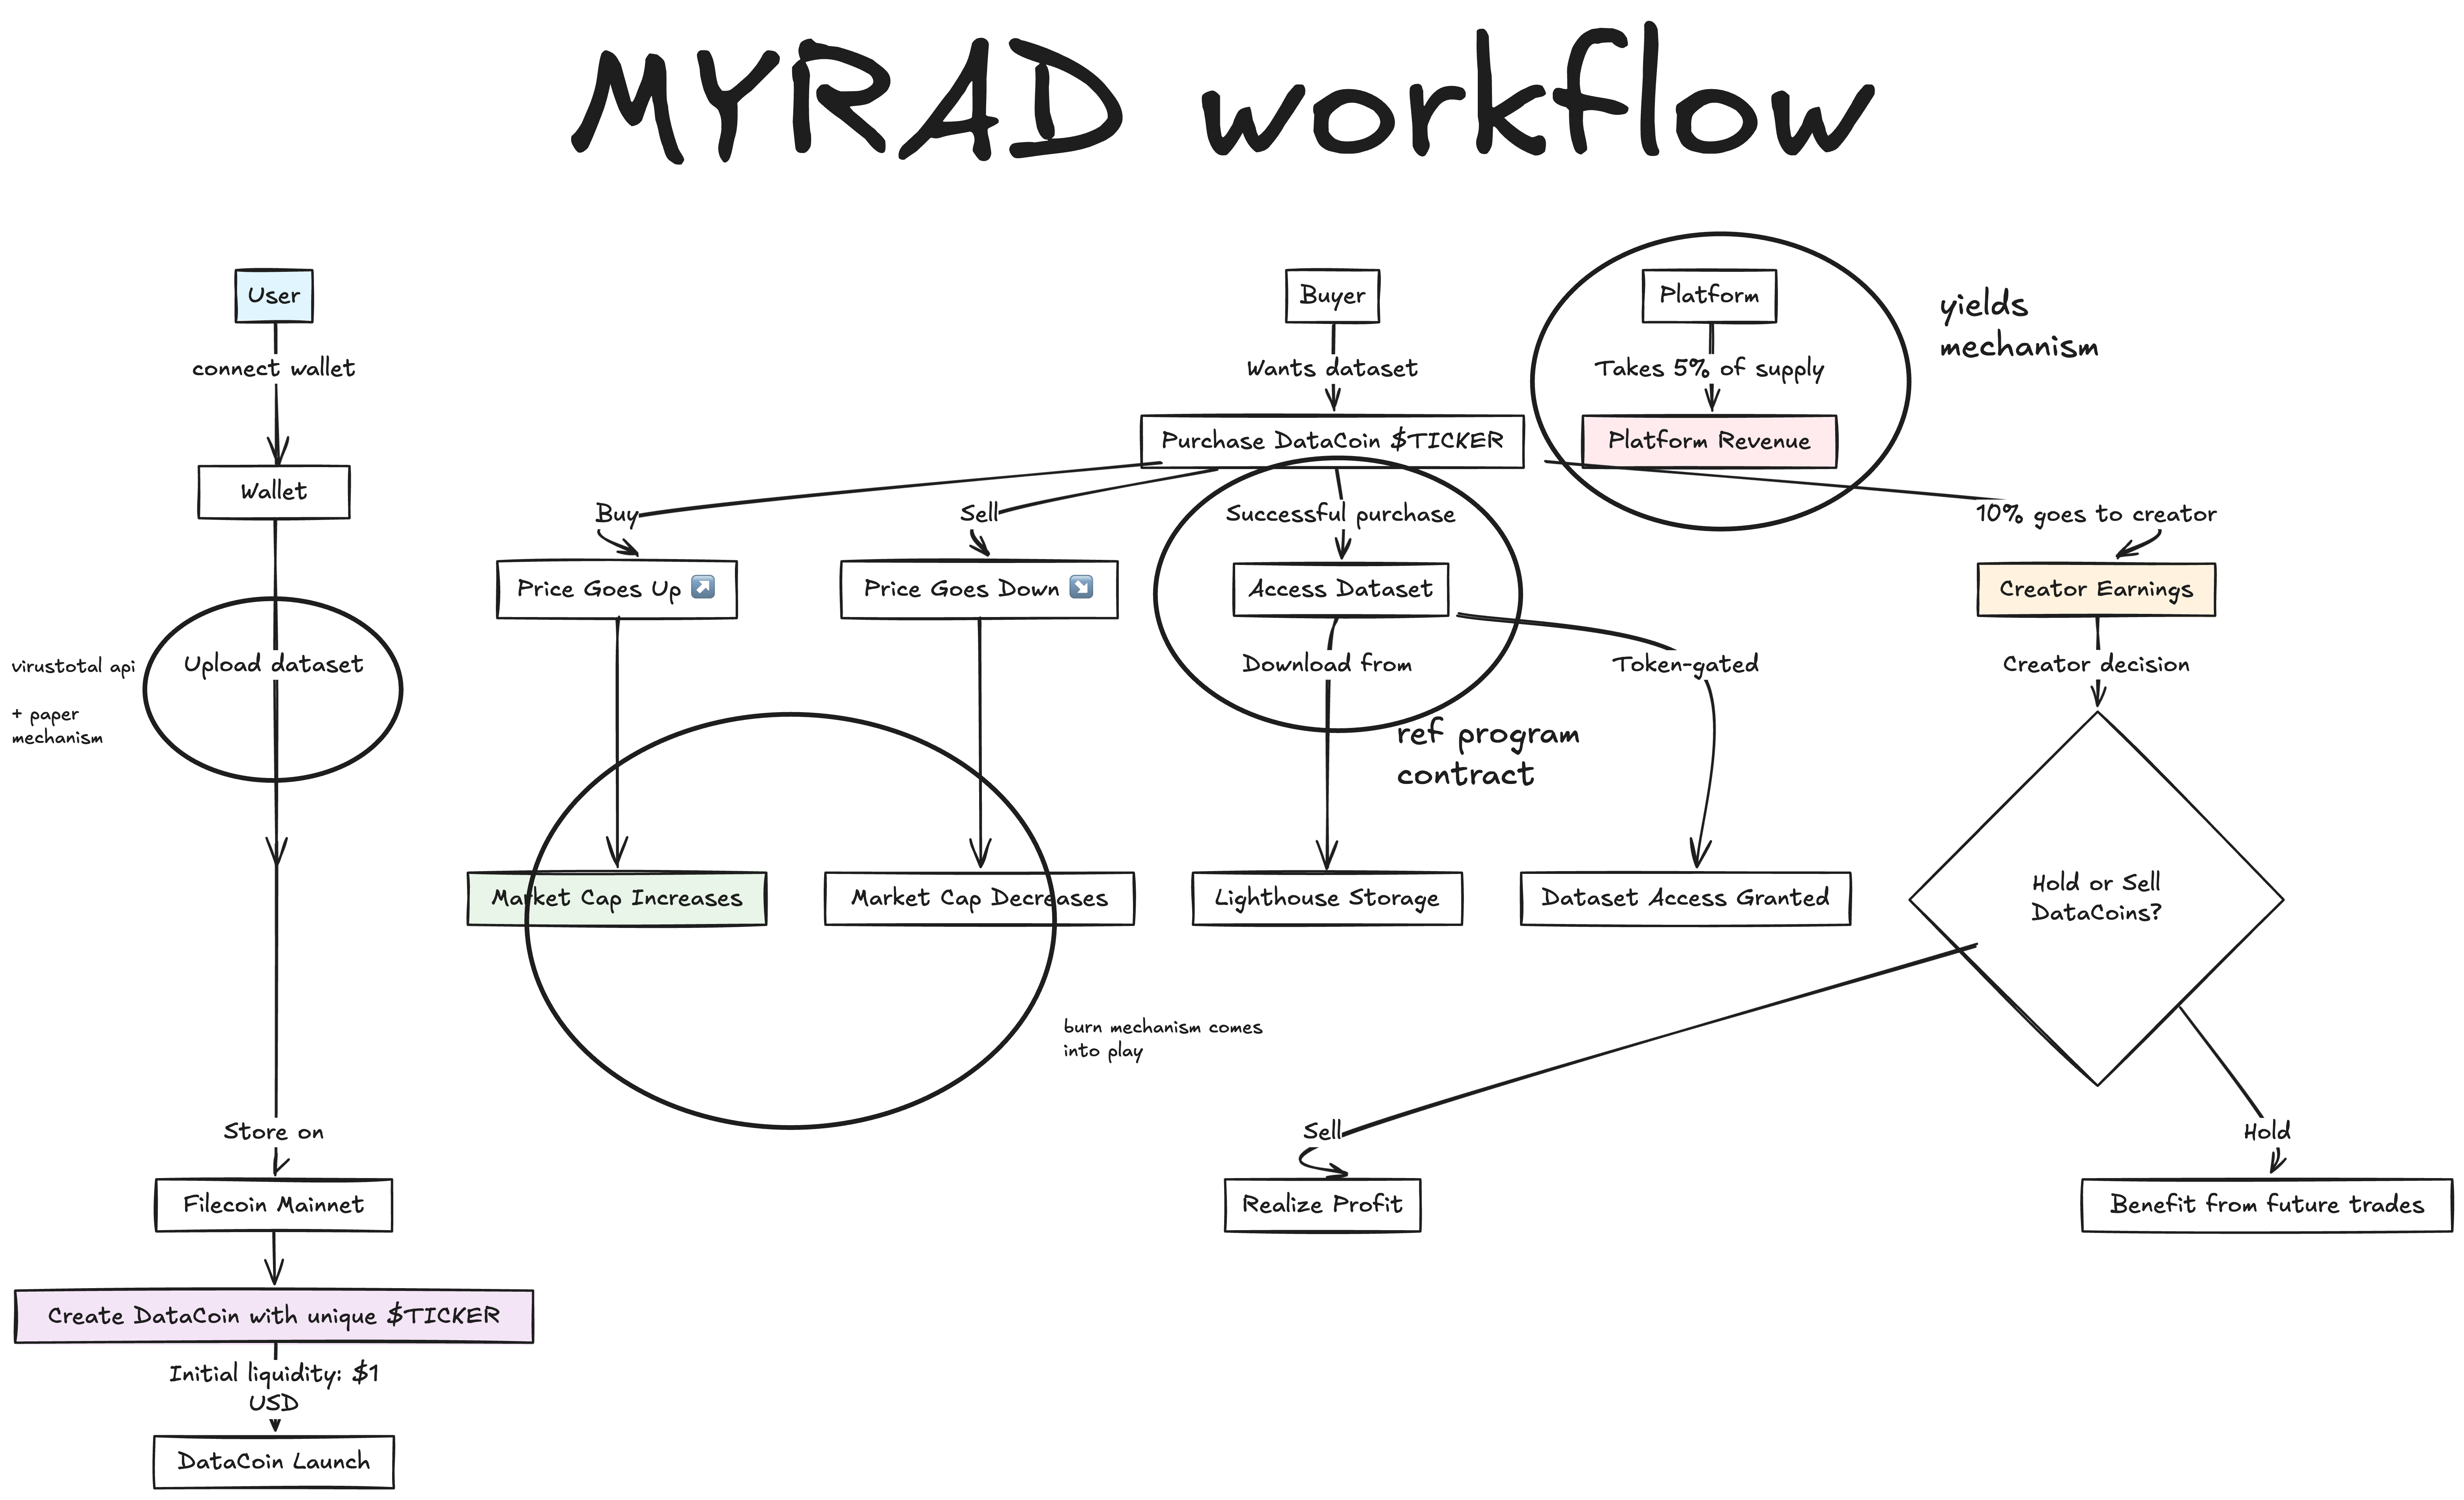 MYRAD workflow
User
connect wallet
Wallet
virustotal api
+ paper
mechanism
Upload dataset
Store on
Filecoin Mainnet
Create DataCoin with unique $TICKER
Initial liquidity: $1
USD
DataCoin Launch
Buyer
Wants dataset
Purchase DataCoin $TICKER
Buy
Price Goes Up ↗️
Market Cap Increases
Sell
Price Goes Down ↘️
Market Cap Decreases
burn mechanism comes
into play
Successful purchase
Access Dataset
Download from
ref program
contract
Lighthouse Storage
Token-gated
Dataset Access Granted
Platform
Takes 5% of supply
Platform Revenue
yields
mechanism
10% goes to creator
Creator Earnings
Creator decision
Hold or Sell
DataCoins?
Sell
Realize Profit
Hold
Benefit from future trades